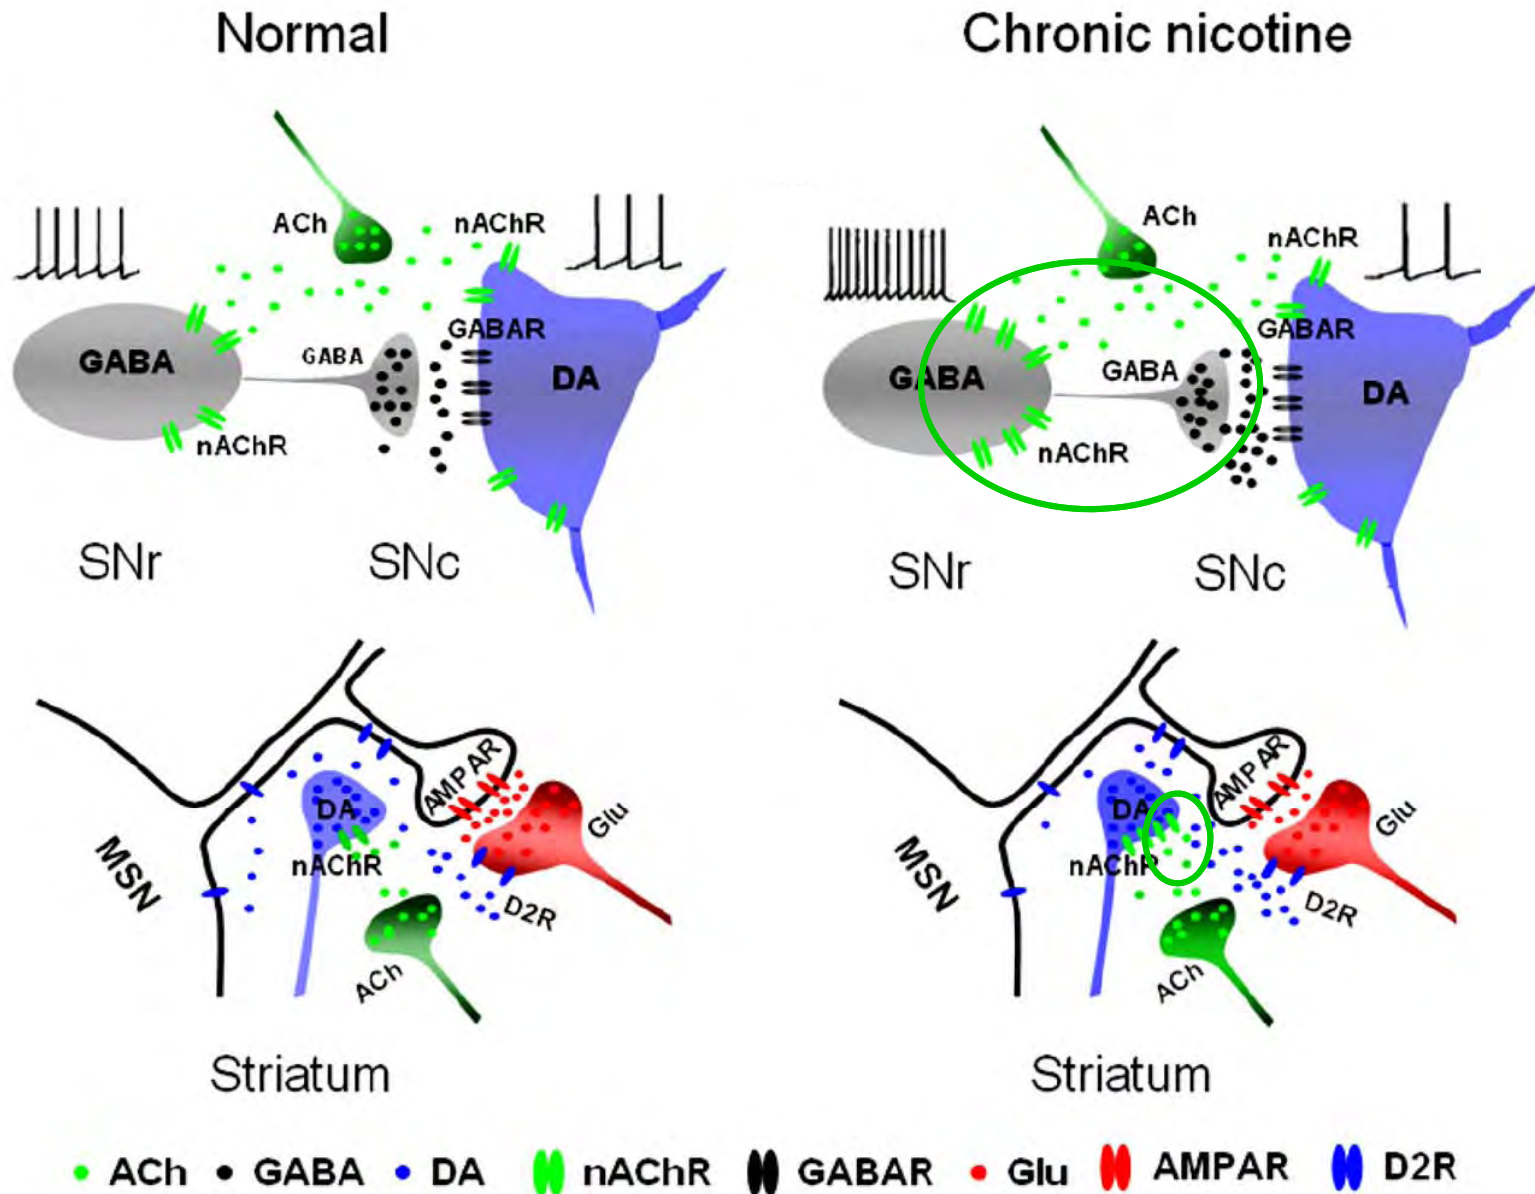 Normal
Chronic nicotine
ACh
nAChR
GABA
GABA
GABAR
DA
nAChR
SNr
SNc
ACh
nAChR
GABA
GABA
GABAR
DA
nAChR
SNr
SNc
MSN
DA
nAChR
AMPAR
Glu
D2R
ACh
Striatum
MSN
DA
nAChR
AMPAR
Glu
D2R
ACh
Striatum
ACh GABA DA nAChR GABAR Glu AMPAR D2R